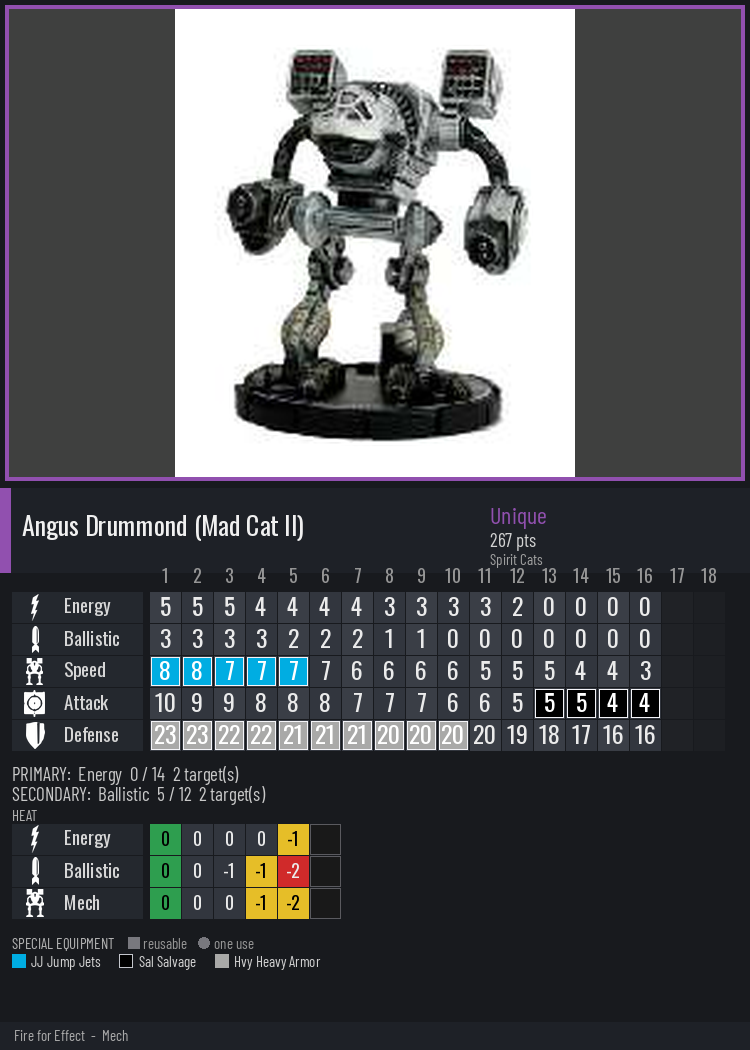 Angus Drummond (Mad Cat II)
Unique
267 pts
Spirit Cats
1 2 3 4 5 6 7 8 9 10 11 12 13 14 15 16 17 18
Energy 5 5 5 4 4 4 4 3 3 3 3 2 0 0 0 0
Ballistic 3 3 3 3 2 2 2 1 1 0 0 0 0 0 0 0
Speed 8 8 7 7 7 7 6 6 6 6 5 5 5 4 4 3
Attack 10 9 9 8 8 8 7 7 7 6 6 5 5 5 4 4
Defense 23 23 22 22 21 21 21 20 20 20 20 19 18 17 16 16
PRIMARY: Energy 0 / 14 2 target(s)
SECONDARY: Ballistic 5 / 12 2 target(s)
HEAT
Energy 0 0 0 0 -1
Ballistic 0 0 -1 -1 -2
Mech 0 0 0 -1 -2
SPECIAL EQUIPMENT reusable one use
JJ Jump Jets Sal Salvage Hvy Heavy Armor
Fire for Effect - Mech